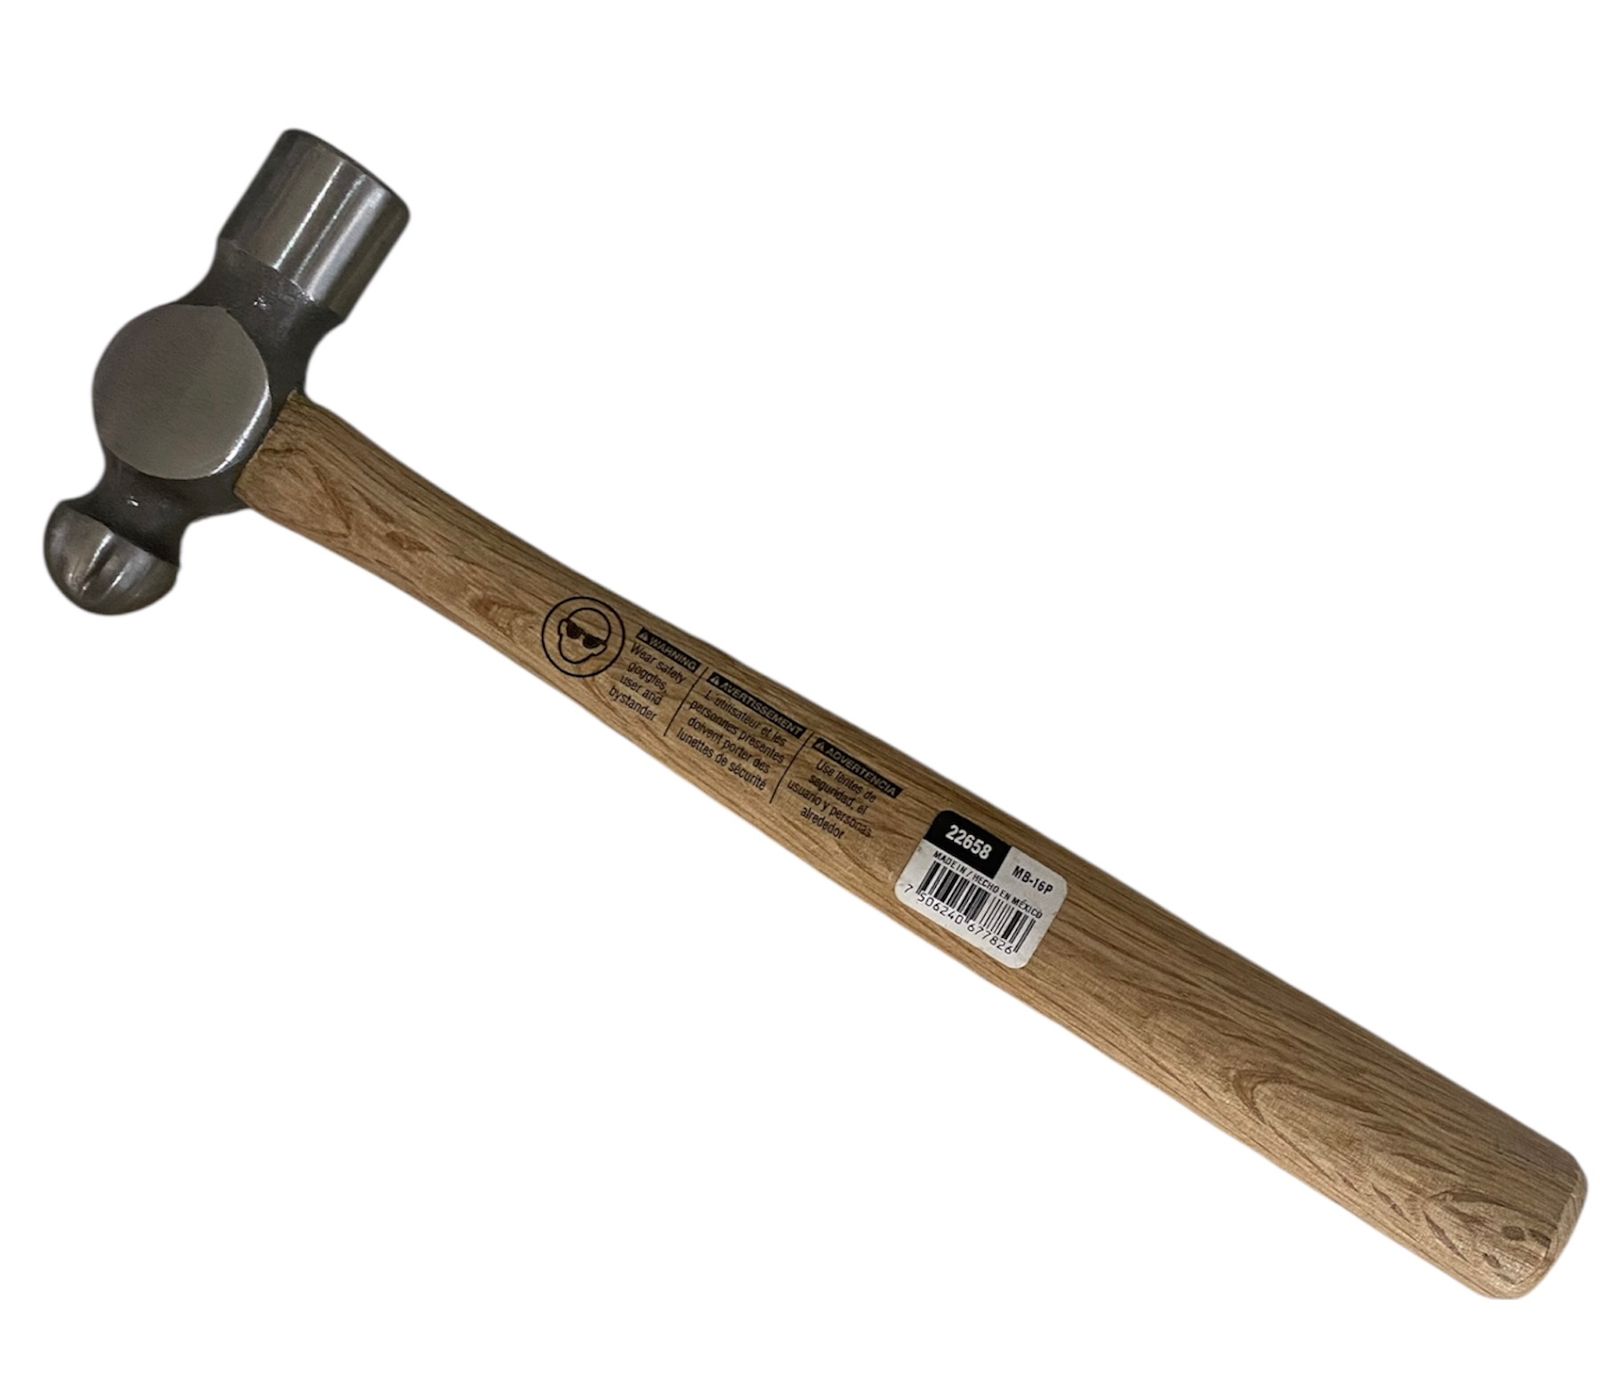 WARNING
Wear safety
goggles,
user and
bystander
AVERTISSEMENT
L'utilisateur et les
personnes présentes
doivent porter des
lunettes de sécurité
ADVERTENCIA
Use lentes de
seguridad, el
usuario y personas
alrededor
22658
MB-16P
MADE IN / HECHO EN MÉXICO
7 506240 677826